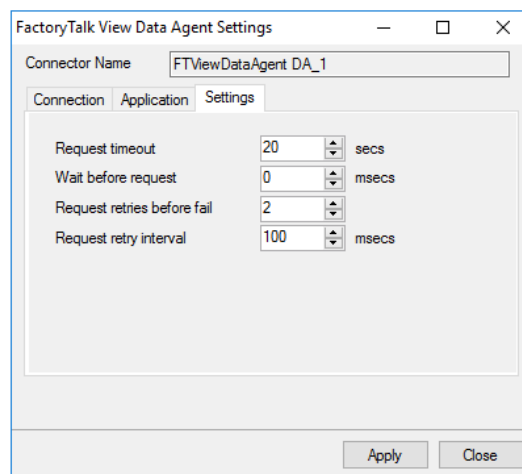 FactoryTalk View Data Agent Settings
Connector Name FTViewDataAgent DA_1
Connection Application Settings
Request timeout 20 secs
Wait before request 0 msecs
Request retries before fail 2
Request retry interval 100 msecs
Apply Close